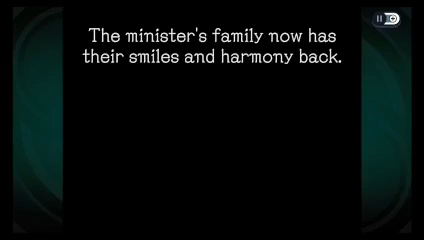 The minister's family now has
their smiles and harmony back.